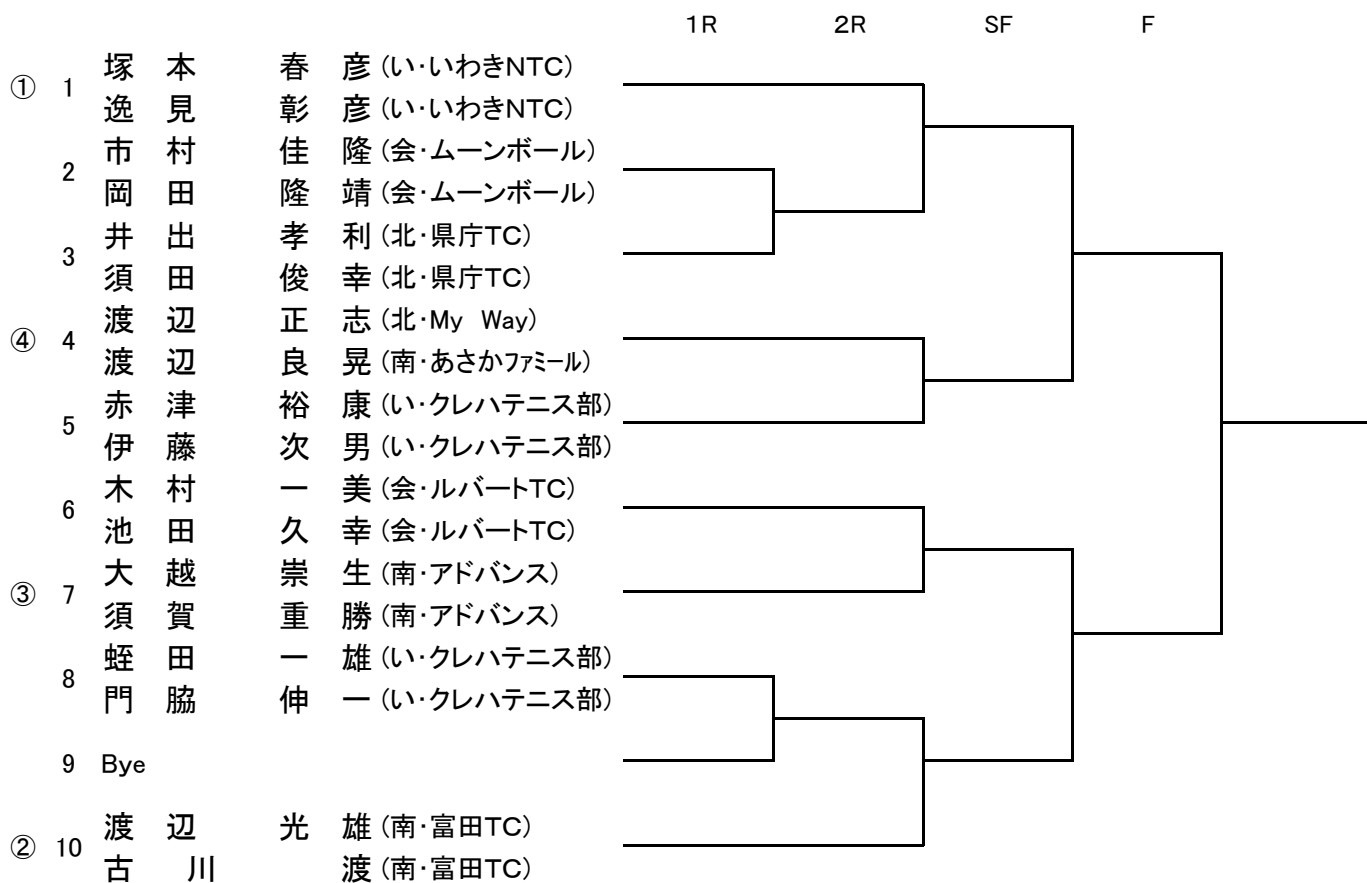 1R 2R SF F
① 1 塚本 春彦 (い・いわきNTC)
逸見 彰彦 (い・いわきNTC)
2 市村 佳隆 (会・ムーンボール)
岡田 隆靖 (会・ムーンボール)
3 井出 孝利 (北・県庁TC)
須田 俊幸 (北・県庁TC)
④ 4 渡辺 正志 (北・My Way)
渡辺 良晃 (南・あさかファミール)
5 赤津 裕康 (い・クレハテニス部)
伊藤 次男 (い・クレハテニス部)
6 木村 一美 (会・ルバートTC)
池田 久幸 (会・ルバートTC)
③ 7 大越 崇生 (南・アドバンス)
須賀 重勝 (南・アドバンス)
8 蛭田 一雄 (い・クレハテニス部)
門脇 伸一 (い・クレハテニス部)
9 Bye
② 10 渡辺 光雄 (南・富田TC)
古川 渡 (南・富田TC)